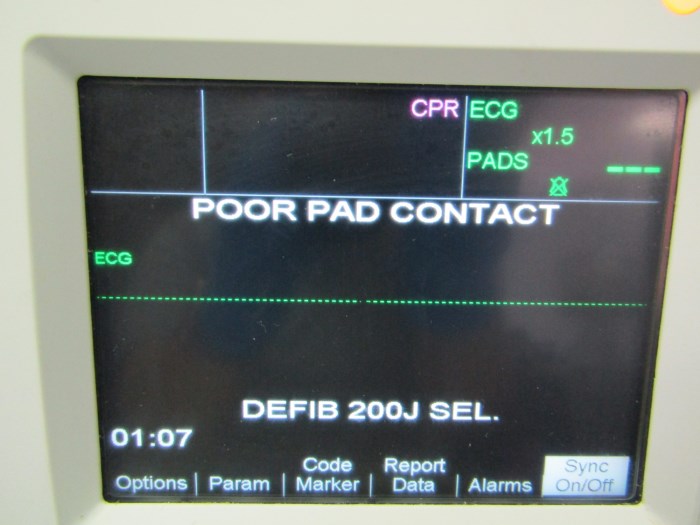 CPR ECG
x1.5
PADS ---
POOR PAD CONTACT
ECG
DEFIB 200J SEL.
01:07
Options | Param | Code Marker | Report Data | Alarms | Sync On/Off